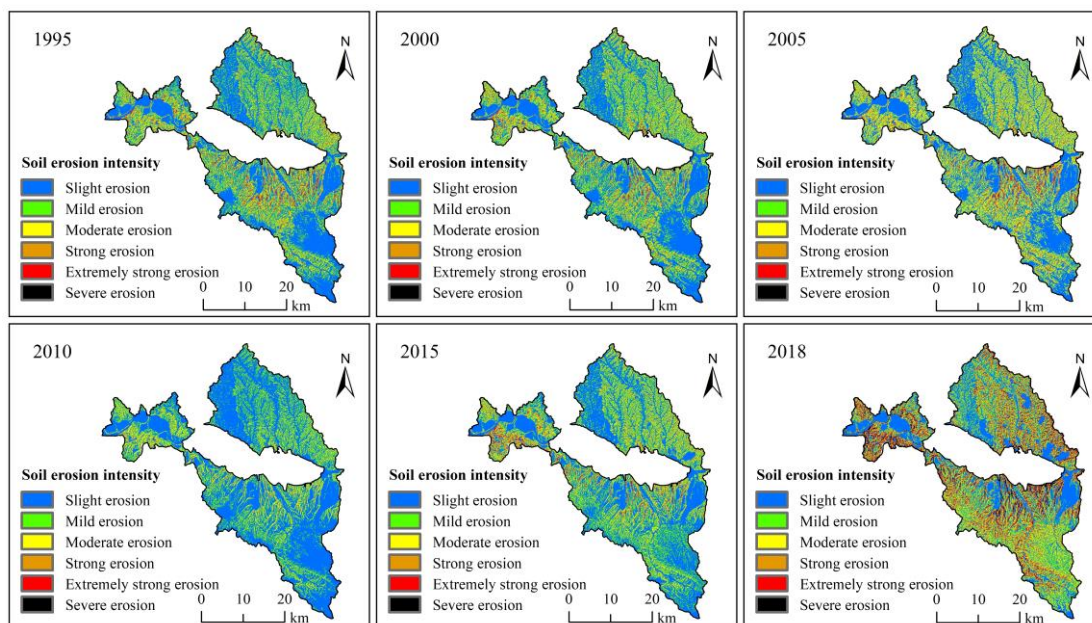 1995
N
Soil erosion intensity
Slight erosion
Mild erosion
Moderate erosion
Strong erosion
Extremely strong erosion
Severe erosion
0 10 20
km
2000
N
Soil erosion intensity
Slight erosion
Mild erosion
Moderate erosion
Strong erosion
Extremely strong erosion
Severe erosion
0 10 20
km
2005
N
Soil erosion intensity
Slight erosion
Mild erosion
Moderate erosion
Strong erosion
Extremely strong erosion
Severe erosion
0 10 20
km
2010
N
Soil erosion intensity
Slight erosion
Mild erosion
Moderate erosion
Strong erosion
Extremely strong erosion
Severe erosion
0 10 20
km
2015
N
Soil erosion intensity
Slight erosion
Mild erosion
Moderate erosion
Strong erosion
Extremely strong erosion
Severe erosion
0 10 20
km
2018
N
Soil erosion intensity
Slight erosion
Mild erosion
Moderate erosion
Strong erosion
Extremely strong erosion
Severe erosion
0 10 20
km